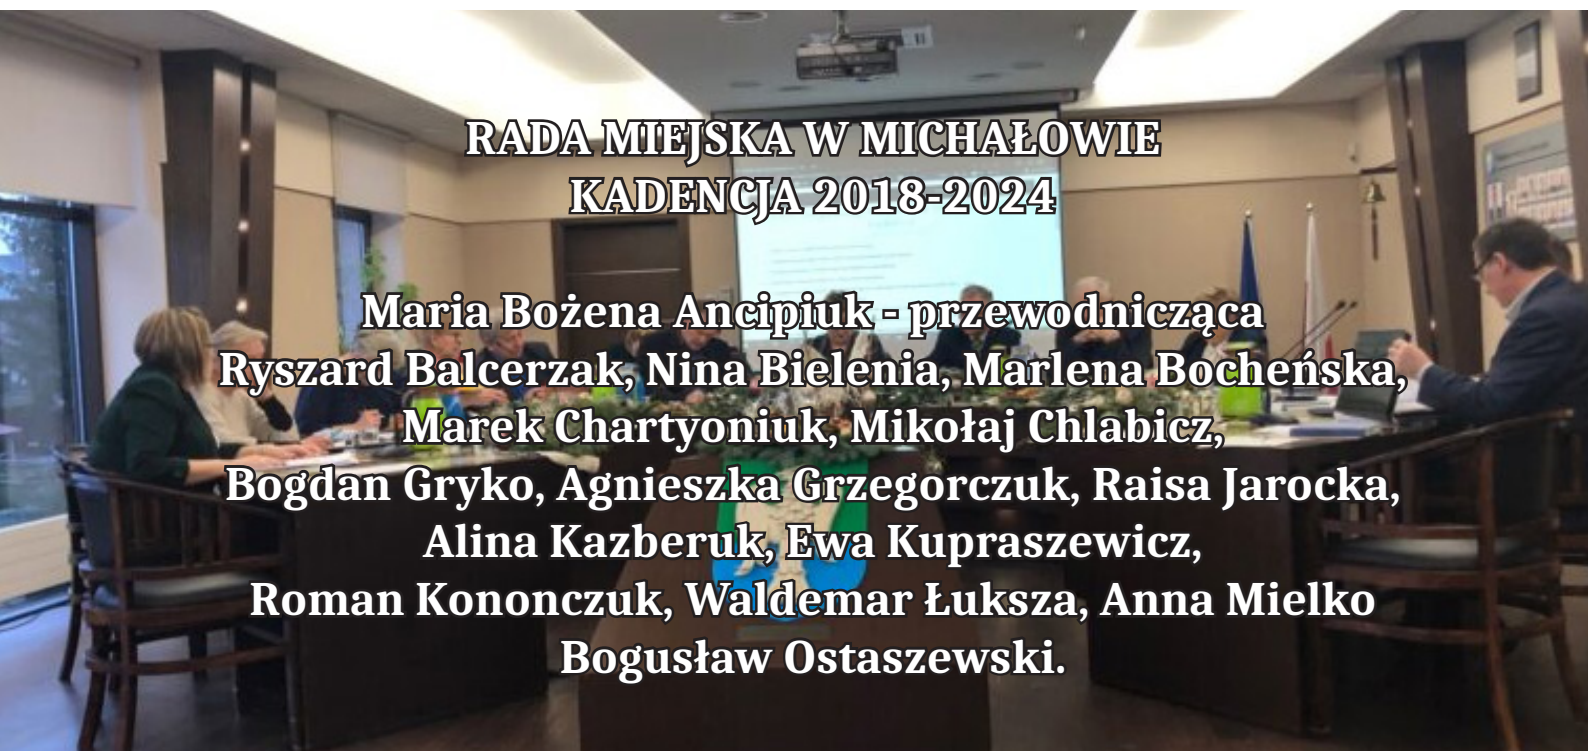 RADA MIEJSKA W MICHAŁOWIE
KADENCJA 2018-2024
Maria Bożena Ancipiuk - przewodnicząca
Ryszard Balcerzak, Nina Bielenia, Marlena Bocheńska,
Marek Chartyoniuk, Mikołaj Chlabicz,
Bogdan Gryko, Agnieszka Grzegorczuk, Raisa Jarocka,
Alina Kazberuk, Ewa Kupraszewicz,
Roman Kononczuk, Waldemar Łuksza, Anna Mielko
Bogusław Ostaszewski.